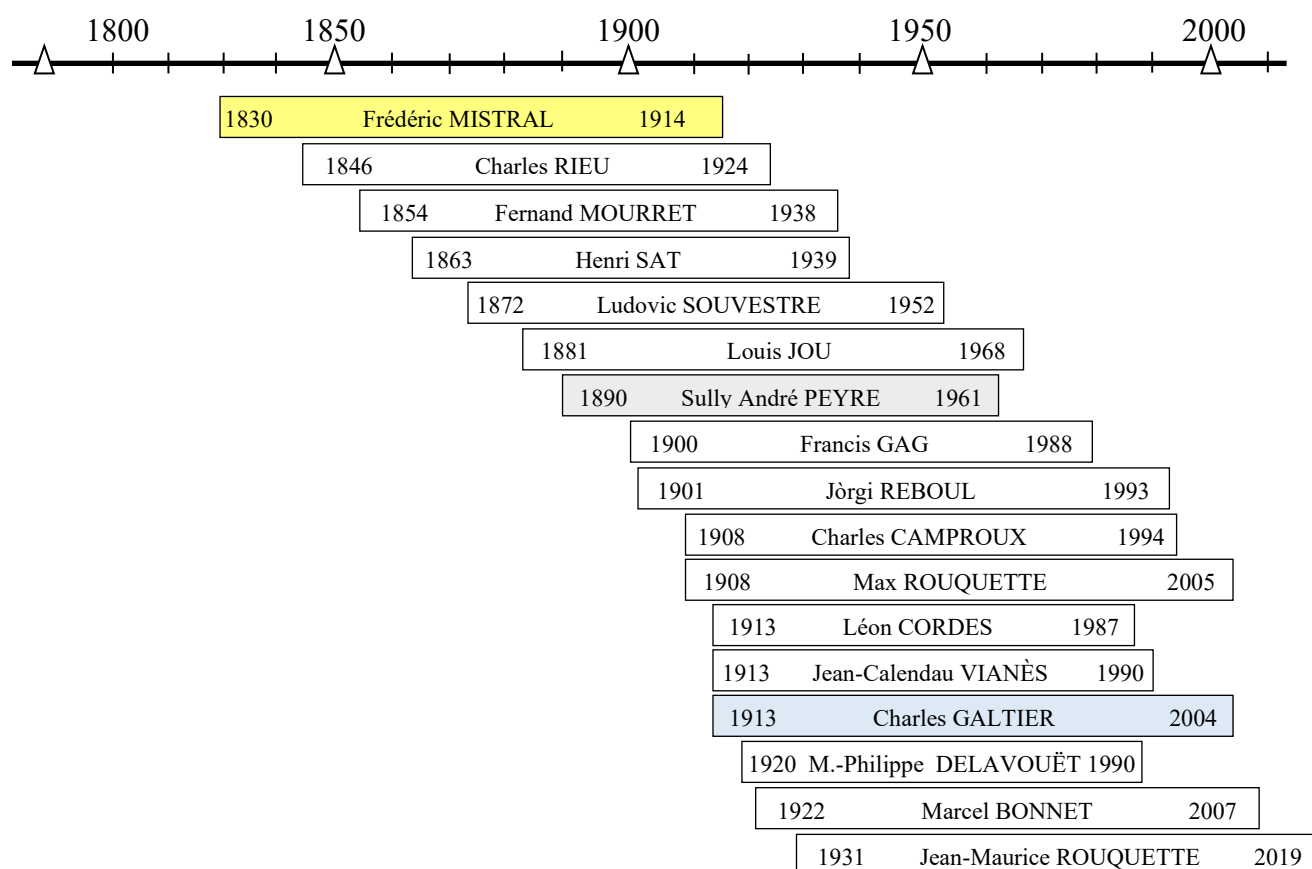 1800 1850 1900 1950 2000
1830 Frédéric MISTRAL 1914
1846 Charles RIEU 1924
1854 Fernand MOURRET 1938
1863 Henri SAT 1939
1872 Ludovic SOUVESTRE 1952
1881 Louis JOU 1968
1890 Sully André PEYRE 1961
1900 Francis GAG 1988
1901 Jòrgi REBOUL 1993
1908 Charles CAMPROUX 1994
1908 Max ROUQUETTE 2005
1913 Léon CORDES 1987
1913 Jean-Calendau VIANÈS 1990
1913 Charles GALTIER 2004
1920 M.-Philippe DELAVOUËT 1990
1922 Marcel BONNET 2007
1931 Jean-Maurice ROUQUETTE 2019